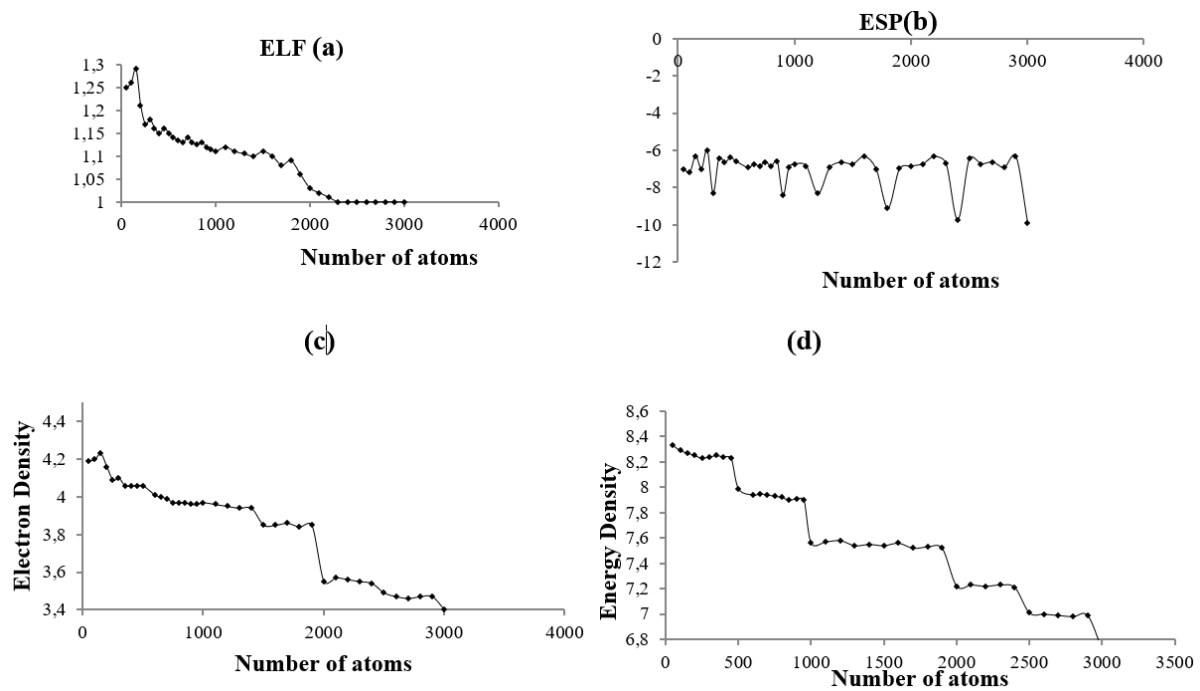 ELF (a)
1,3
1,25
1,2
1,15
1,1
1,05
1
0 1000 2000 3000 4000
Number of atoms
ESP(b)
0
-2
-4
-6
-8
-10
-12
0 1000 2000 3000 4000
Number of atoms
(c)
Electron Density
4,4
4,2
4
3,8
3,6
3,4
0 1000 2000 3000 4000
Number of atoms
(d)
Energy Density
8,6
8,4
8,2
8
7,8
7,6
7,4
7,2
7
6,8
0 500 1000 1500 2000 2500 3000 3500
Number of atoms